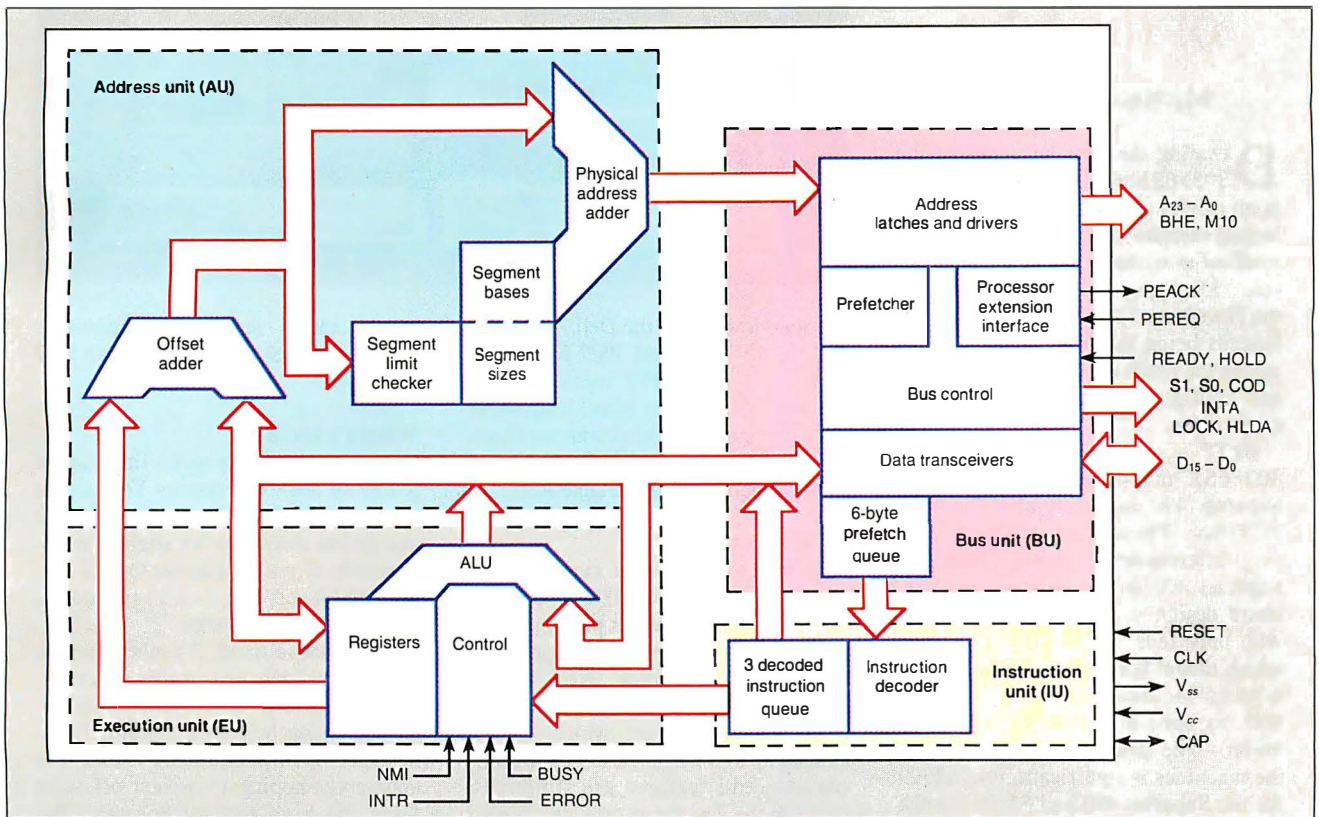 Address unit (AU)
Physical
address
adder
Segment
bases
Segment
limit
checker
Segment
sizes
Offset
adder
Address
latches and drivers
Prefetcher
Processor
extension
interface
Bus control
Data transceivers
6-byte
prefetch
queue
Bus unit (BU)
A23 – A0
BHE, M10
PEACK
PEREQ
READY, HOLD
S1, S0, COD
INTA
LOCK, HLDA
D15 – D0
ALU
Registers
Control
Execution unit (EU)
3 decoded
instruction
queue
Instruction
decoder
Instruction
unit (IU)
RESET
CLK
Vss
Vcc
CAP
NMI
BUSY
INTR
ERROR